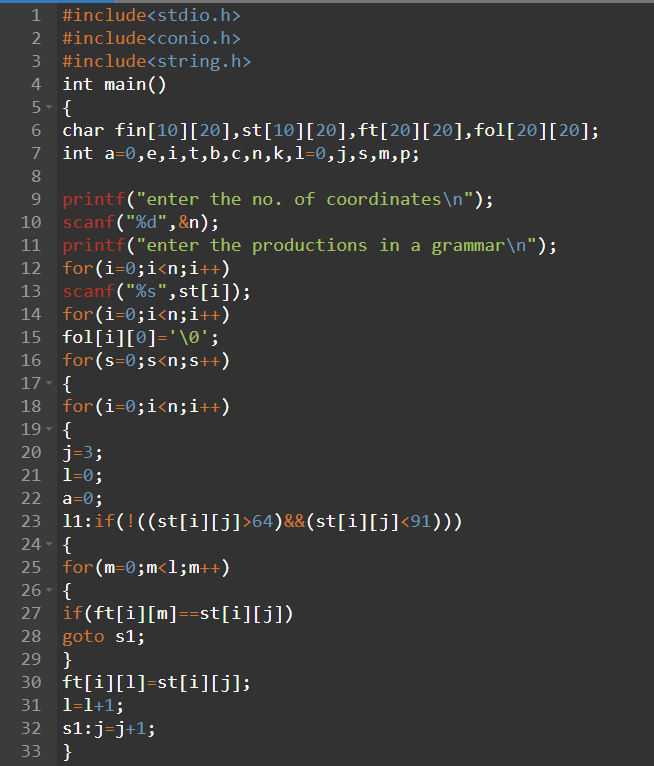 1 #include<stdio.h>
2 #include<conio.h>
3 #include<string.h>
4 int main()
5 {
6 char fin[10][20],st[10][20],ft[20][20],fol[20][20];
7 int a=0,e,i,t,b,c,n,k,l=0,j,s,m,p;
8
9 printf("enter the no. of coordinates\n");
10 scanf("%d",&n);
11 printf("enter the productions in a grammar\n");
12 for(i=0;i<n;i++)
13 scanf("%s",st[i]);
14 for(i=0;i<n;i++)
15 fol[i][0]='\0';
16 for(s=0;s<n;s++)
17 {
18 for(i=0;i<n;i++)
19 {
20 j=3;
21 l=0;
22 a=0;
23 l1:if(!((st[i][j]>64)&&(st[i][j]<91)))
24 {
25 for(m=0;m<l;m++)
26 {
27 if(ft[i][m]==st[i][j])
28 goto s1;
29 }
30 ft[i][l]=st[i][j];
31 l=l+1;
32 s1:j=j+1;
33 }